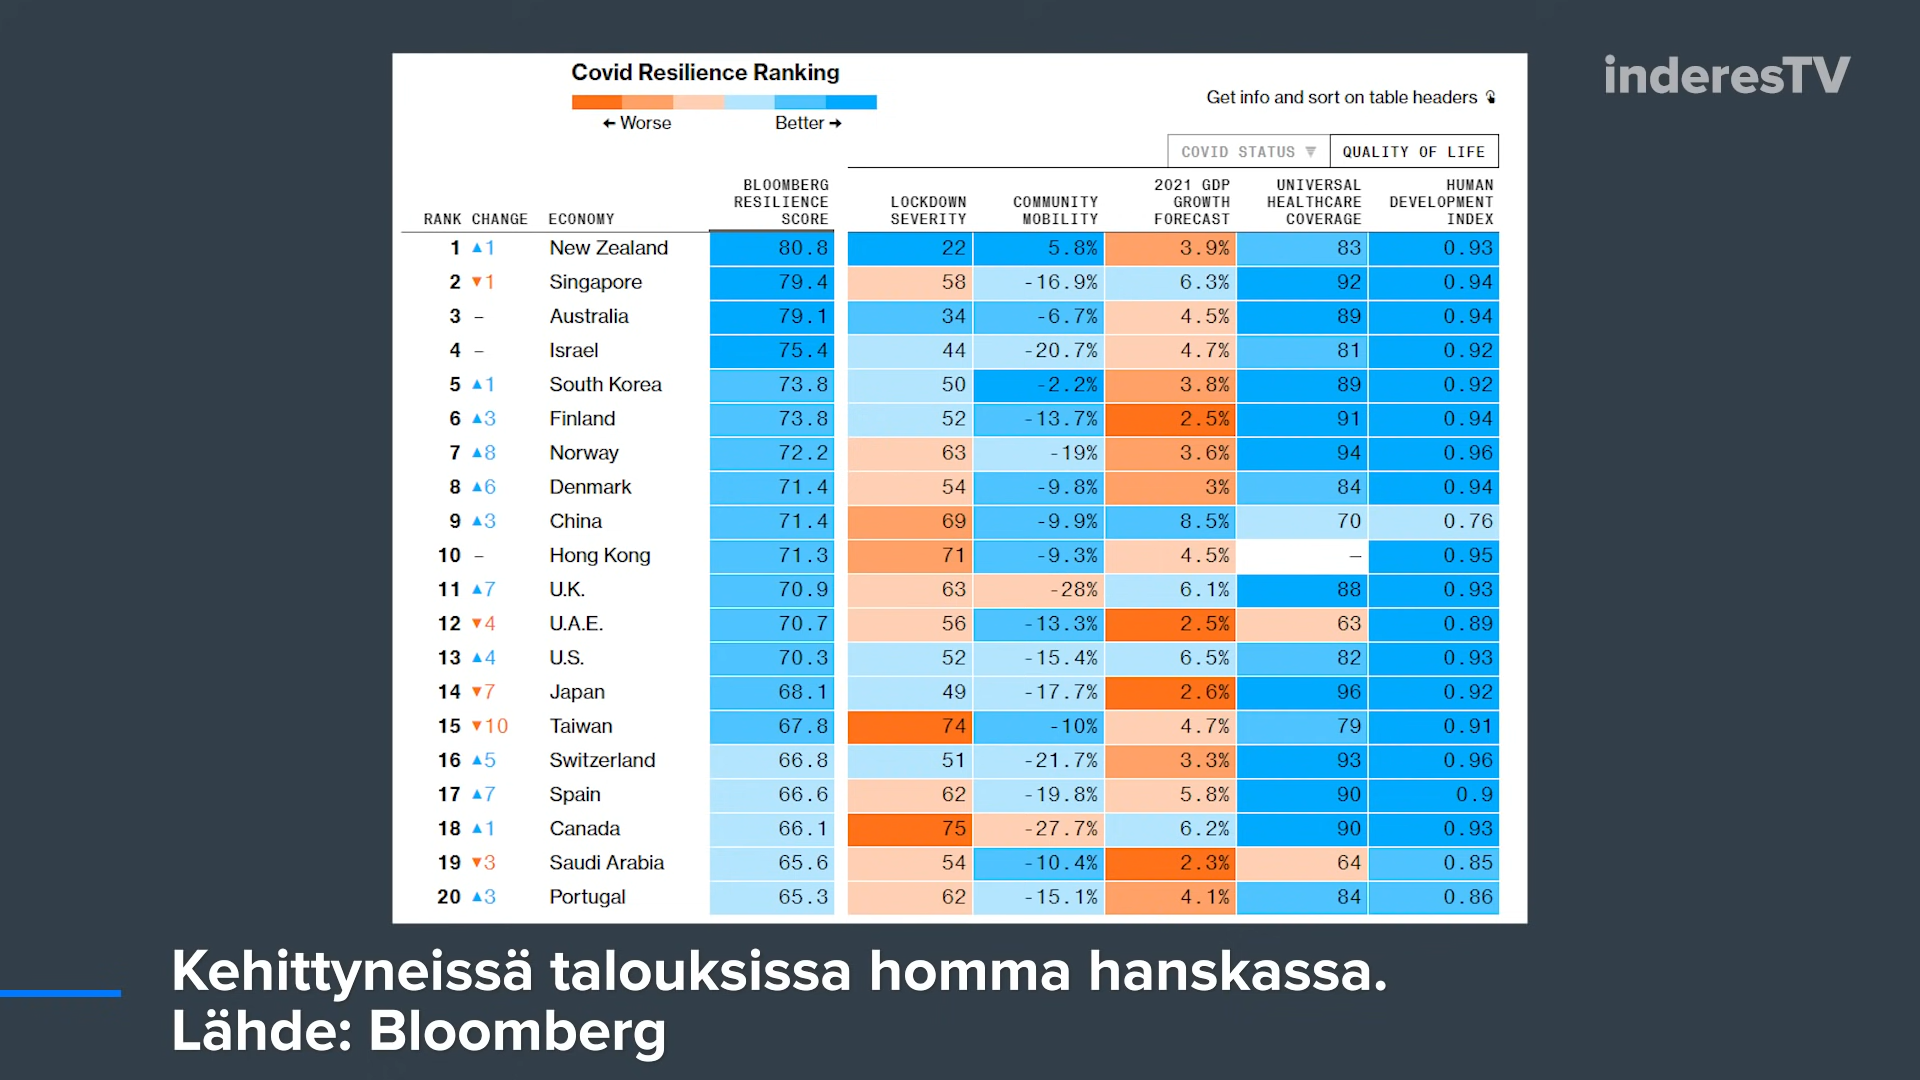 inderesTV
Covid Resilience Ranking
← Worse Better →
Get info and sort on table headers
COVID STATUS ▼ QUALITY OF LIFE
RANK CHANGE ECONOMY BLOOMBERG RESILIENCE SCORE LOCKDOWN SEVERITY COMMUNITY MOBILITY 2021 GDP GROWTH FORECAST UNIVERSAL HEALTHCARE COVERAGE HUMAN DEVELOPMENT INDEX
1 ▲1 New Zealand 80.8 22 5.8% 3.9% 83 0.93
2 ▼1 Singapore 79.4 58 -16.9% 6.3% 92 0.94
3 – Australia 79.1 34 -6.7% 4.5% 89 0.94
4 – Israel 75.4 44 -20.7% 4.7% 81 0.92
5 ▲1 South Korea 73.8 50 -2.2% 3.8% 89 0.92
6 ▲3 Finland 73.8 52 -13.7% 2.5% 91 0.94
7 ▲8 Norway 72.2 63 -19% 3.6% 94 0.96
8 ▲6 Denmark 71.4 54 -9.8% 3% 84 0.94
9 ▲3 China 71.4 69 -9.9% 8.5% 70 0.76
10 – Hong Kong 71.3 71 -9.3% 4.5% – 0.95
11 ▲7 U.K. 70.9 63 -28% 6.1% 88 0.93
12 ▼4 U.A.E. 70.7 56 -13.3% 2.5% 63 0.89
13 ▲4 U.S. 70.3 52 -15.4% 6.5% 82 0.93
14 ▼7 Japan 68.1 49 -17.7% 2.6% 96 0.92
15 ▼10 Taiwan 67.8 74 -10% 4.7% 79 0.91
16 ▲5 Switzerland 66.8 51 -21.7% 3.3% 93 0.96
17 ▲7 Spain 66.6 62 -19.8% 5.8% 90 0.9
18 ▲1 Canada 66.1 75 -27.7% 6.2% 90 0.93
19 ▼3 Saudi Arabia 65.6 54 -10.4% 2.3% 64 0.85
20 ▲3 Portugal 65.3 62 -15.1% 4.1% 84 0.86
Kehittyneissä talouksissa homma hanskassa.
Lähde: Bloomberg